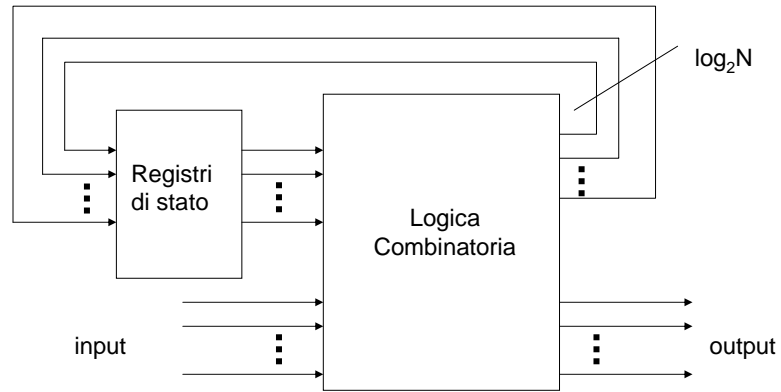 log₂N
Registri
di stato
Logica
Combinatoria
input
output